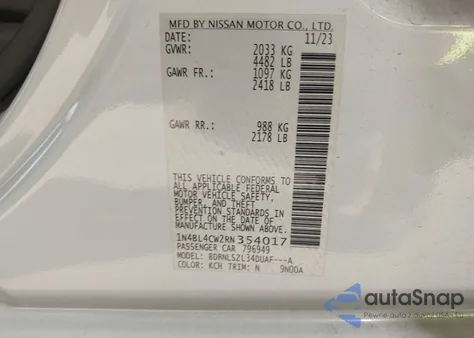 MFD BY NISSAN MOTOR CO., LTD.
DATE: 11/23
GVWR: 2033 KG
4482 LB
GAWR FR.: 1097 KG
2418 LB
GAWR RR.: 988 KG
2178 LB
THIS VEHICLE CONFORMS TO
ALL APPLICABLE FEDERAL
MOTOR VEHICLE SAFETY,
BUMPER, AND THEFT
PREVENTION STANDARDS IN
EFFECT ON THE DATE OF
MANUFACTURE SHOWN ABOVE.
1N4BL4CW2RN354017
PASSENGER CAR 796949
MODEL: BDRNLSZL34DUAF---A
COLOR: KCH TRIM: N 9N00A
autoSnap